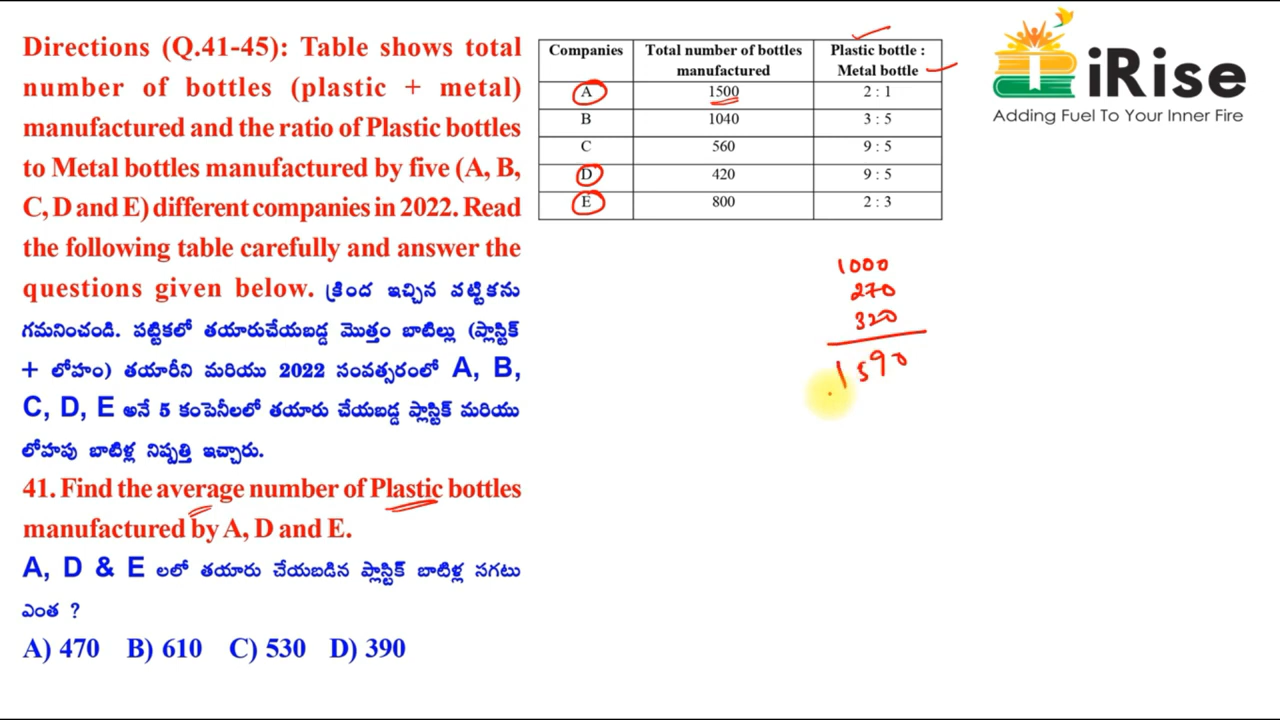 Directions (Q.41-45): Table shows total
number of bottles (plastic + metal)
manufactured and the ratio of Plastic bottles
to Metal bottles manufactured by five (A, B,
C, D and E) different companies in 2022. Read
the following table carefully and answer the
questions given below. (క్రింద ఇచ్చిన వట్టికను
గమనించండి. పట్టికలో తయారుచేయబడ్డ మొత్తం బాటిల్లు (ప్లాస్టిక్
+ లోహం) తయారీని మరియు 2022 సంవత్సరంలో A, B,
C, D, E అనే 5 కంపెనీలలో తయారు చేయబడ్డ ప్లాస్టిక్ మరియు
లోహపు బాటిళ్ల నిష్పత్తి ఇచ్చారు.
41. Find the average number of Plastic bottles
manufactured by A, D and E.
A, D & E లలో తయారు చేయబడిన ప్లాస్టిక్ బాటిళ్ల సగటు
ఎంత ?
A) 470 B) 610 C) 530 D) 390
Companies Total number of bottles manufactured Plastic bottle : Metal bottle
A 1500 2 : 1
B 1040 3 : 5
C 560 9 : 5
D 420 9 : 5
E 800 2 : 3
1000
270
320
1590
iRise
Adding Fuel To Your Inner Fire